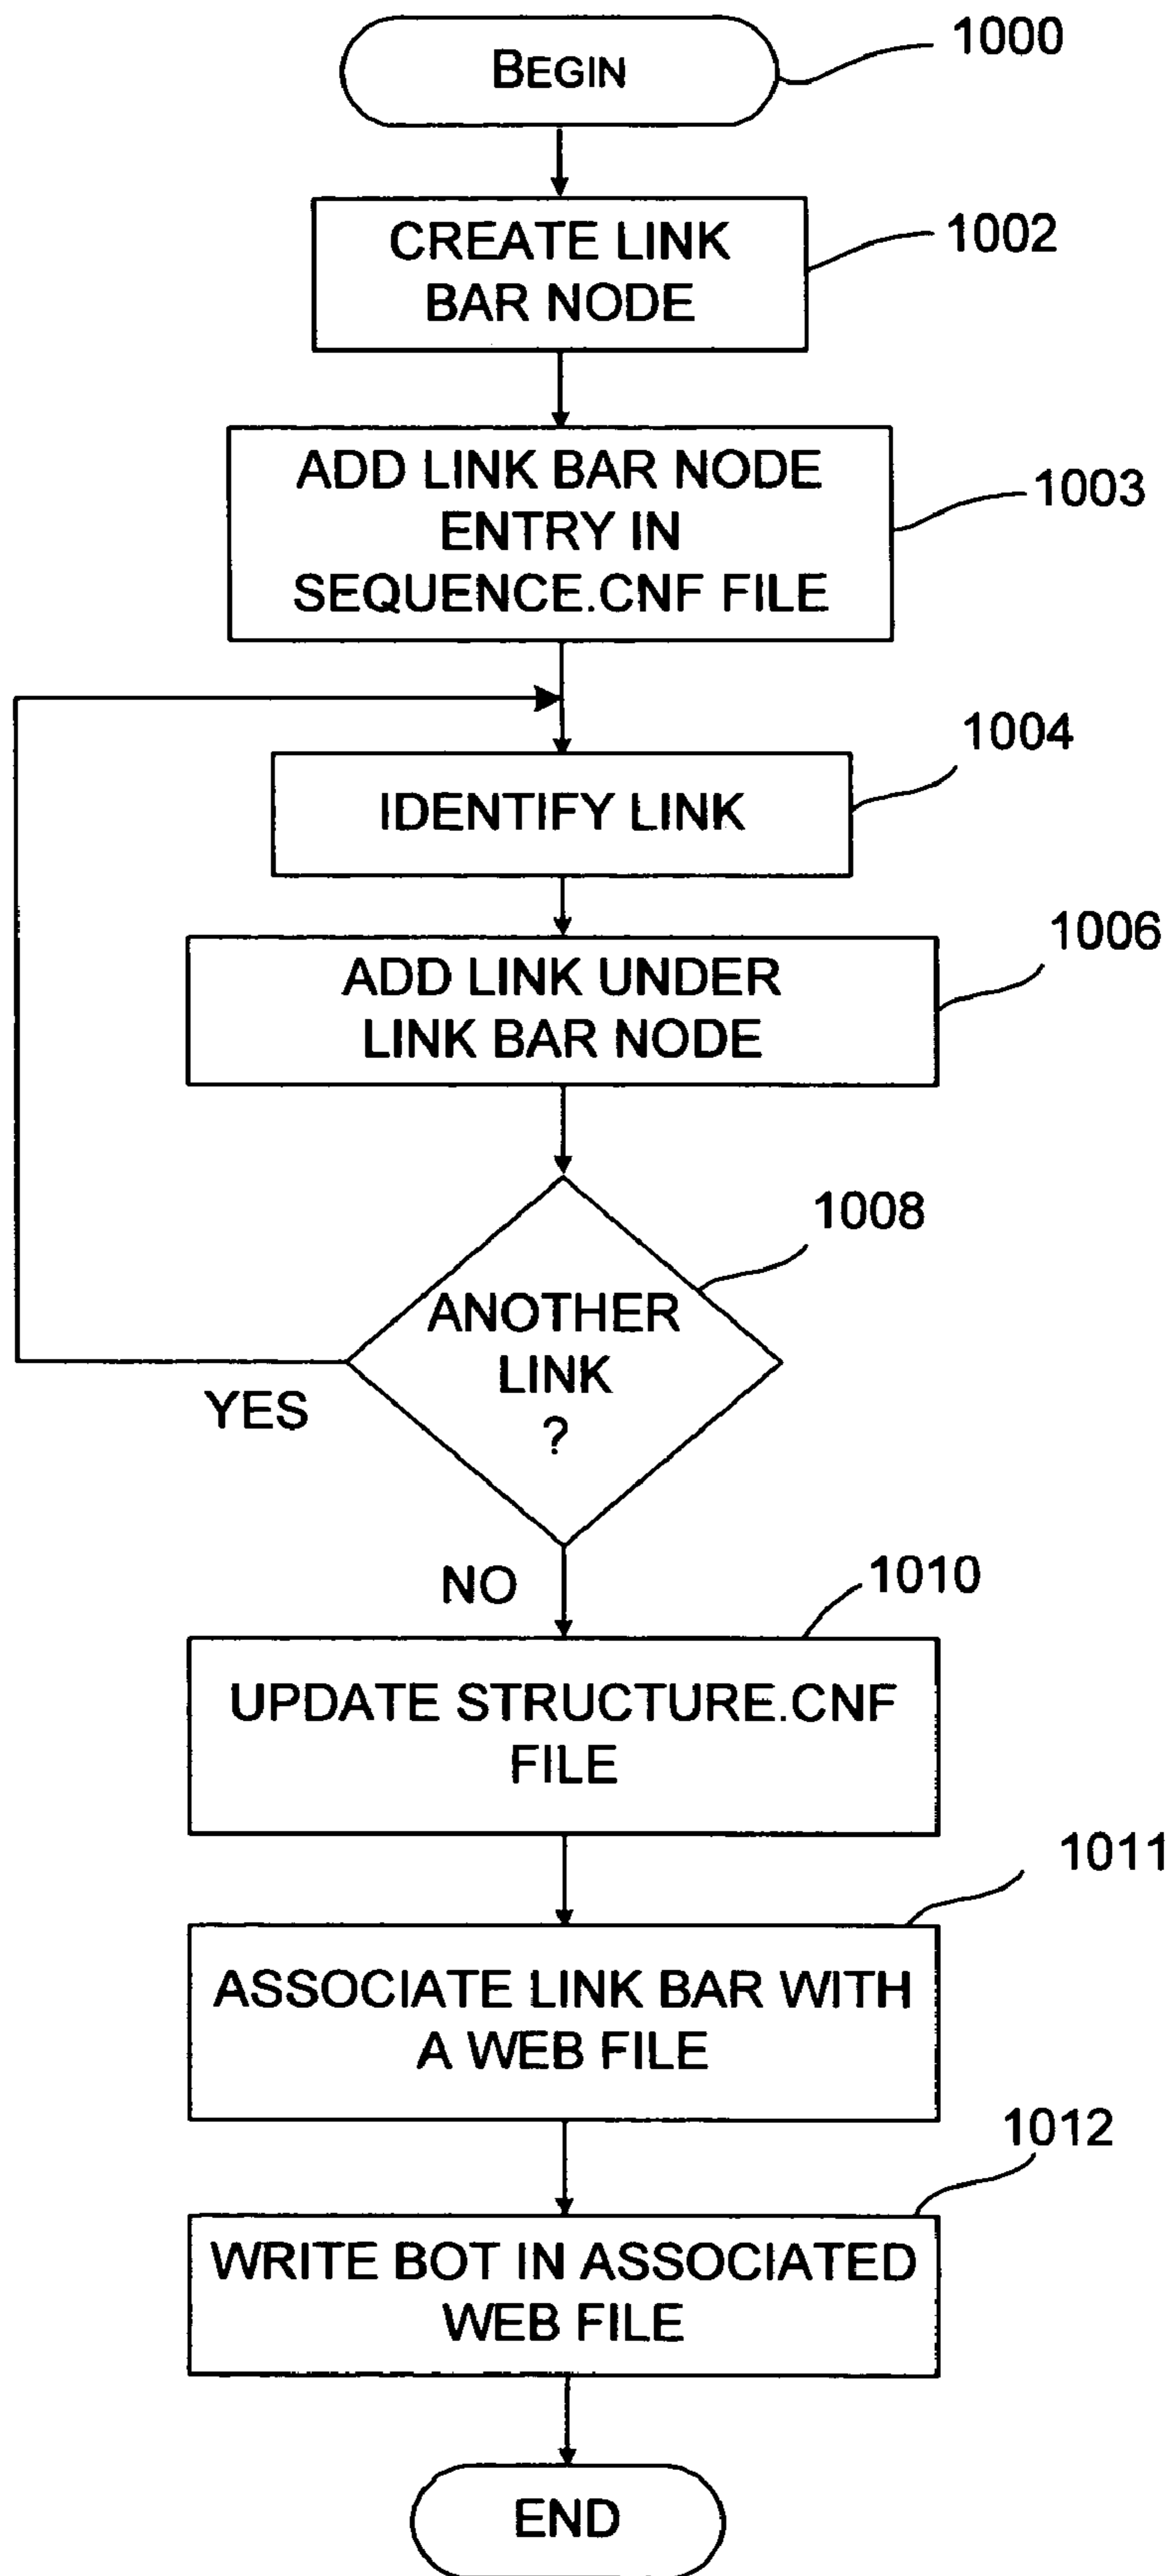 BEGIN
1000
CREATE LINK
BAR NODE
1002
ADD LINK BAR NODE
ENTRY IN
SEQUENCE.CNF FILE
1003
IDENTIFY LINK
1004
ADD LINK UNDER
LINK BAR NODE
1006
ANOTHER
LINK
?
1008
YES
NO
UPDATE STRUCTURE.CNF
FILE
1010
ASSOCIATE LINK BAR WITH
A WEB FILE
1011
WRITE BOT IN ASSOCIATED
WEB FILE
1012
END